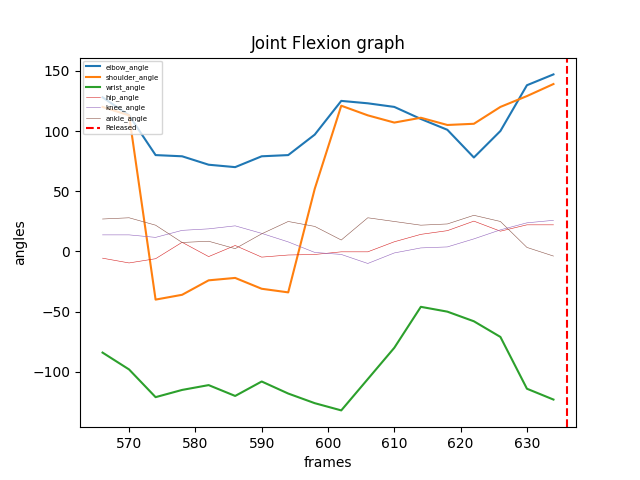 Joint Flexion graph
elbow_angle
shoulder_angle
wrist_angle
hip_angle
knee_angle
ankle_angle
Released
angles
150
100
50
0
−50
−100
570
580
590
600
610
620
630
frames